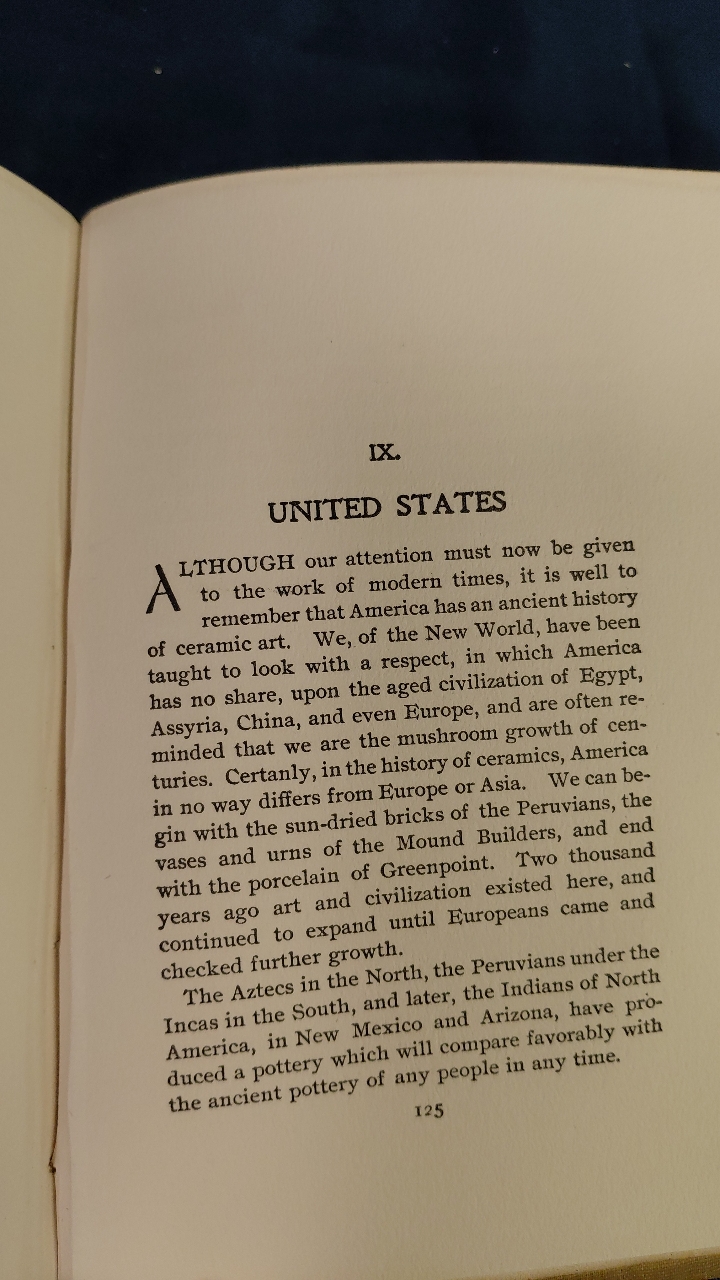 IX.
UNITED STATES
ALTHOUGH our attention must now be given
to the work of modern times, it is well to
remember that America has an ancient history
of ceramic art. We, of the New World, have been
taught to look with a respect, in which America
has no share, upon the aged civilization of Egypt,
Assyria, China, and even Europe, and are often re-
minded that we are the mushroom growth of cen-
turies. Certanly, in the history of ceramics, America
in no way differs from Europe or Asia. We can be-
gin with the sun-dried bricks of the Peruvians, the
vases and urns of the Mound Builders, and end
with the porcelain of Greenpoint. Two thousand
years ago art and civilization existed here, and
continued to expand until Europeans came and
checked further growth.
The Aztecs in the North, the Peruvians under the
Incas in the South, and later, the Indians of North
America, in New Mexico and Arizona, have pro-
duced a pottery which will compare favorably with
the ancient pottery of any people in any time.
125